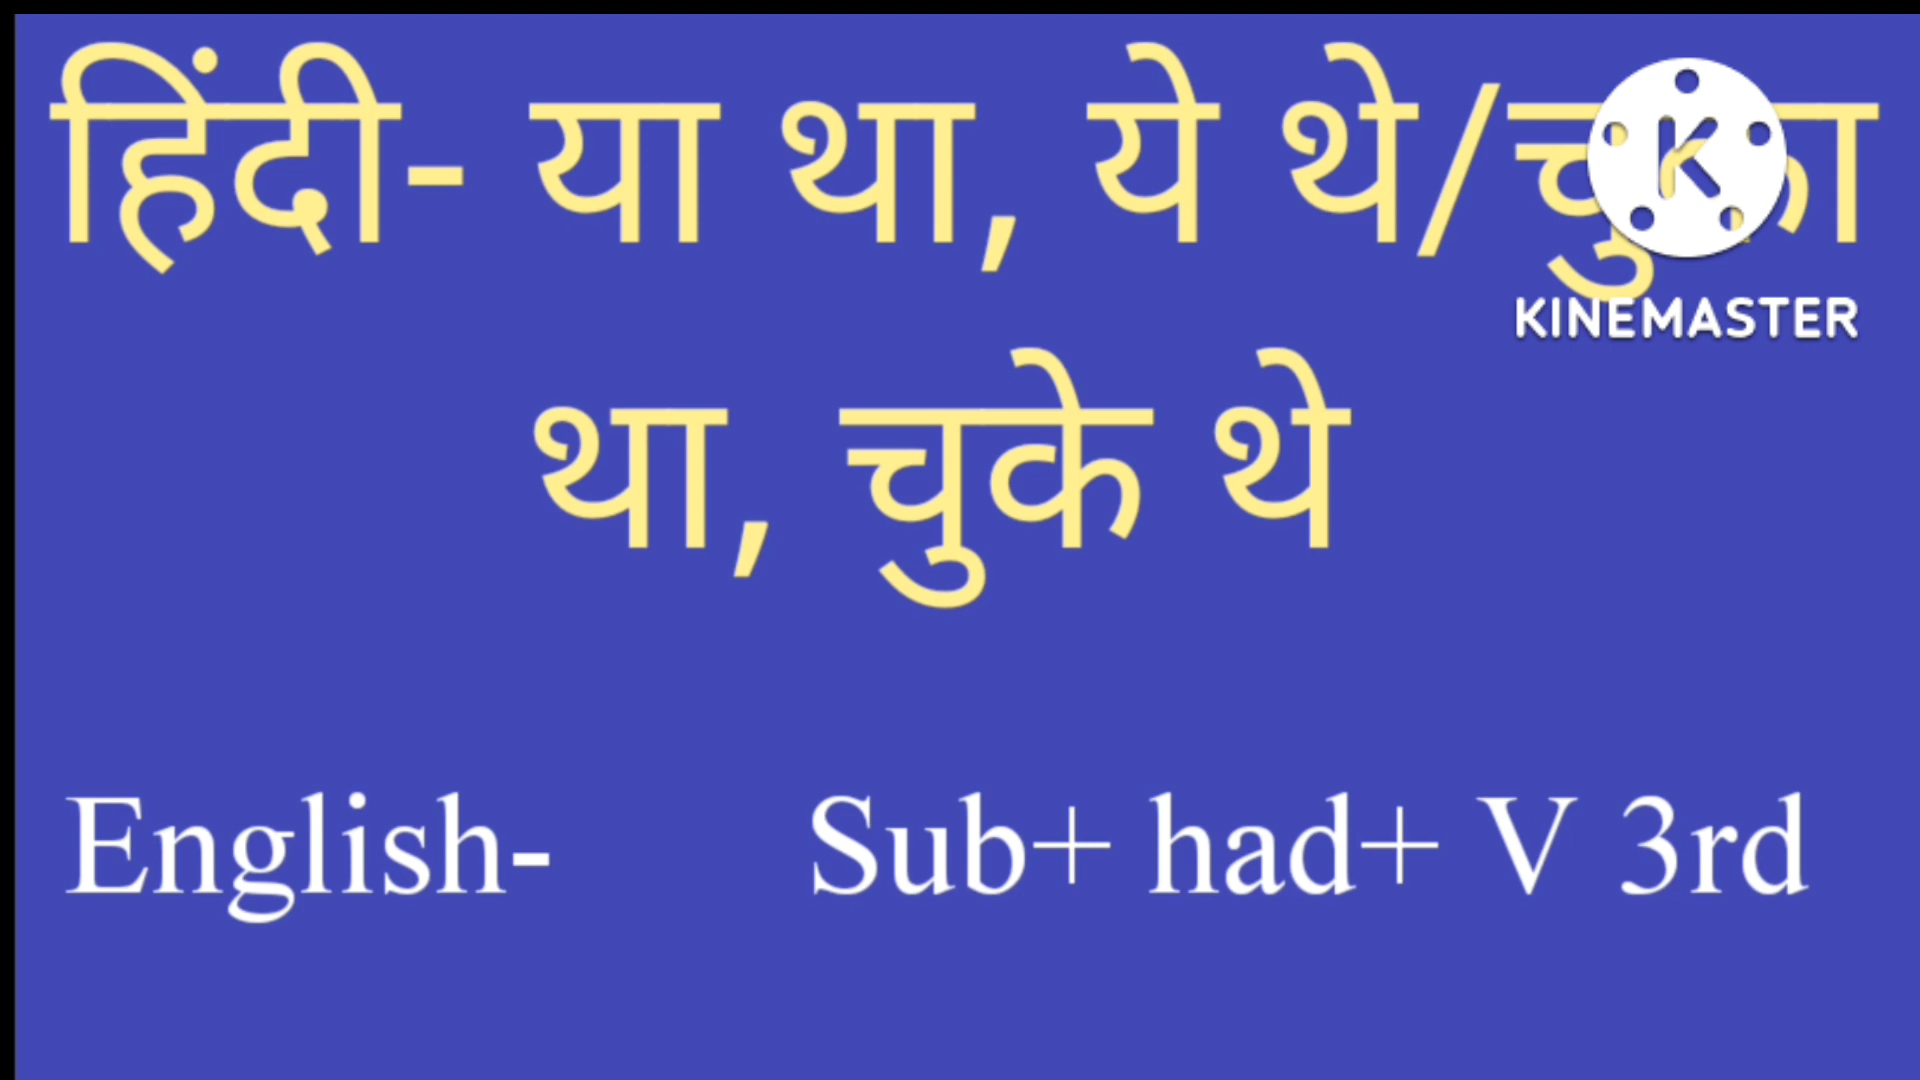 हिंदी- या था, ये थे/चुका
KINEMASTER
था, चुके थे
English- Sub+ had+ V 3rd